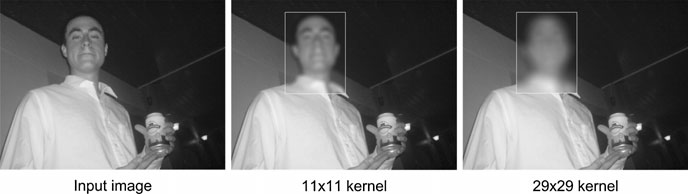 Input image
11x11 kernel
29x29 kernel